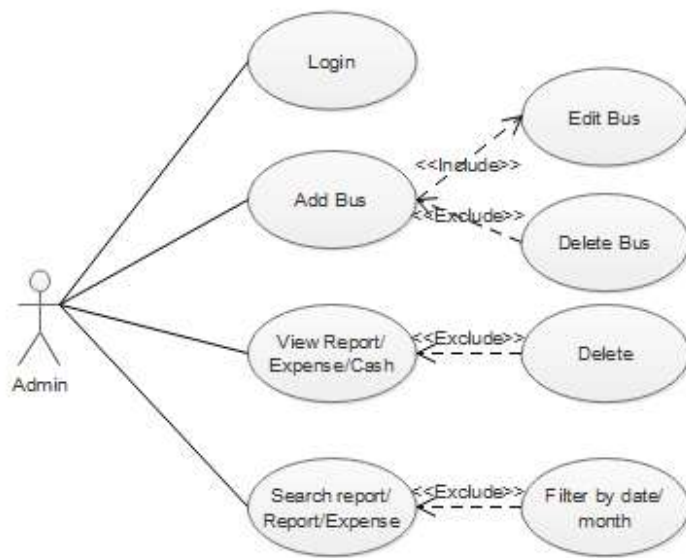 Login
Edit Bus
<<Include>>
Add Bus
<<Exclude>>
Delete Bus
Admin
View Report/
Expense/Cash
<<Exclude>>
Delete
Search report/
Report/Expense
<<Exclude>>
Filter by date/
month